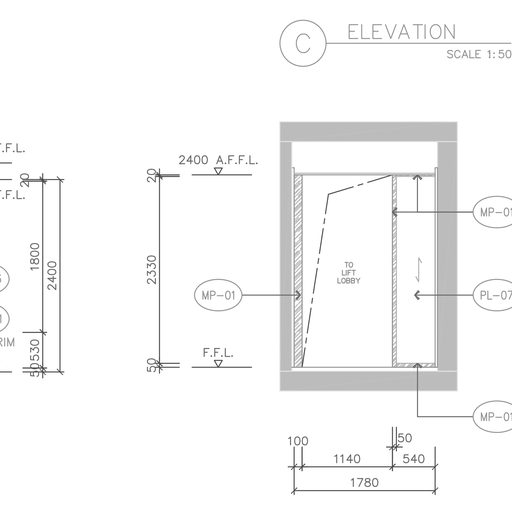 C
ELEVATION
SCALE 1:50
F.F.L.
20
F.F.L.
1800
2400
RIM
530
50
2400 A.F.F.L.
20
2330
50
F.F.L.
MP-01
TO
LIFT
LOBBY
MP-01
PL-07
MP-01
100
1140
50
540
1780